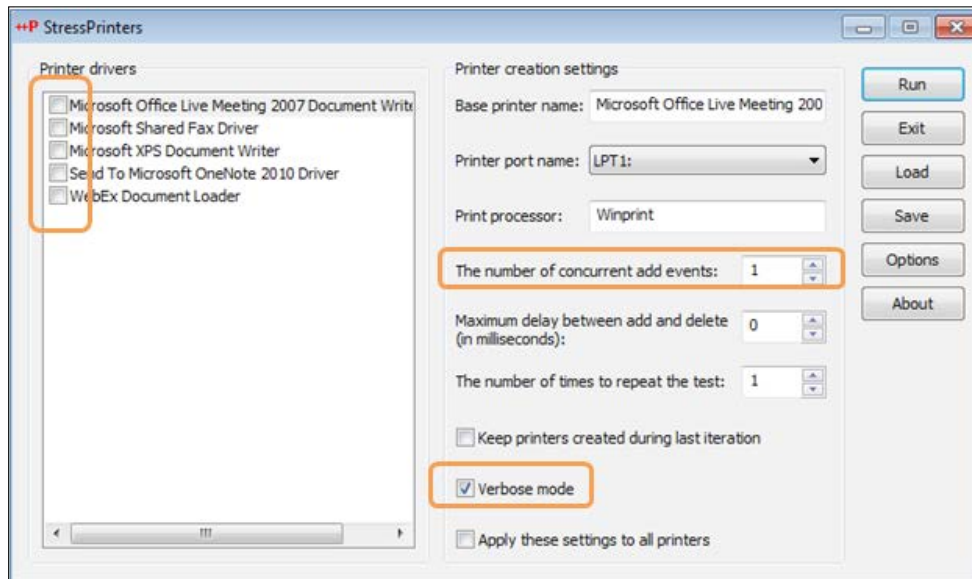 StressPrinters
Printer drivers
Microsoft Office Live Meeting 2007 Document Write
Microsoft Shared Fax Driver
Microsoft XPS Document Writer
Send To Microsoft OneNote 2010 Driver
WebEx Document Loader
Printer creation settings
Base printer name: Microsoft Office Live Meeting 200
Printer port name: LPT1:
Print processor: Winprint
The number of concurrent add events: 1
Maximum delay between add and delete 0
(in milliseconds):
The number of times to repeat the test: 1
Keep printers created during last iteration
Verbose mode
Apply these settings to all printers
Run
Exit
Load
Save
Options
About